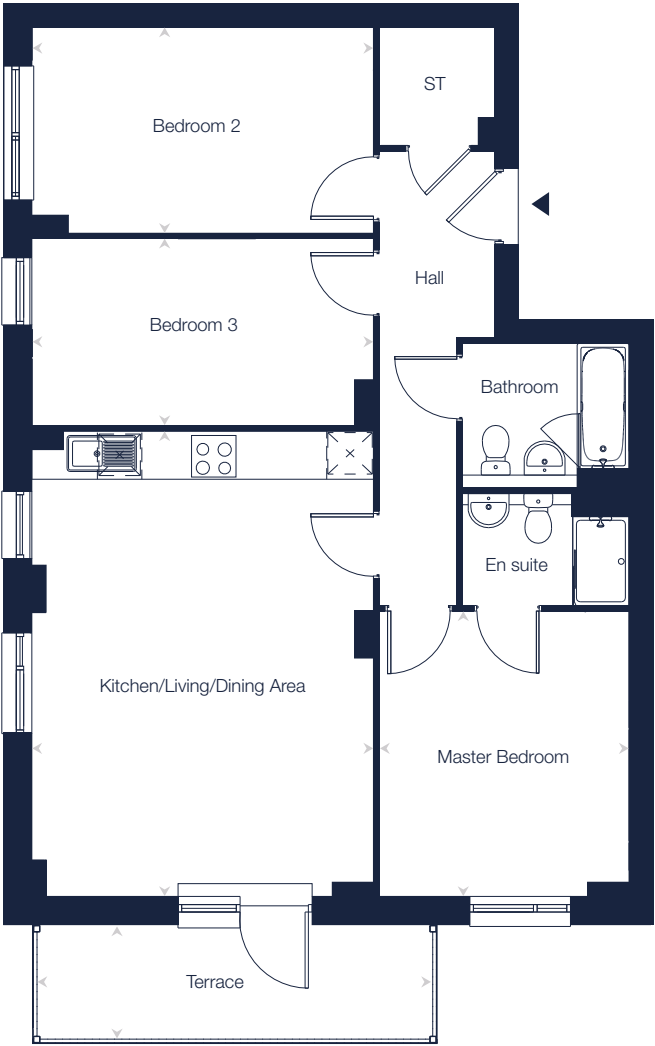 ST
Bedroom 2
Hall
Bedroom 3
Bathroom
En suite
Kitchen/Living/Dining Area
Master Bedroom
Terrace